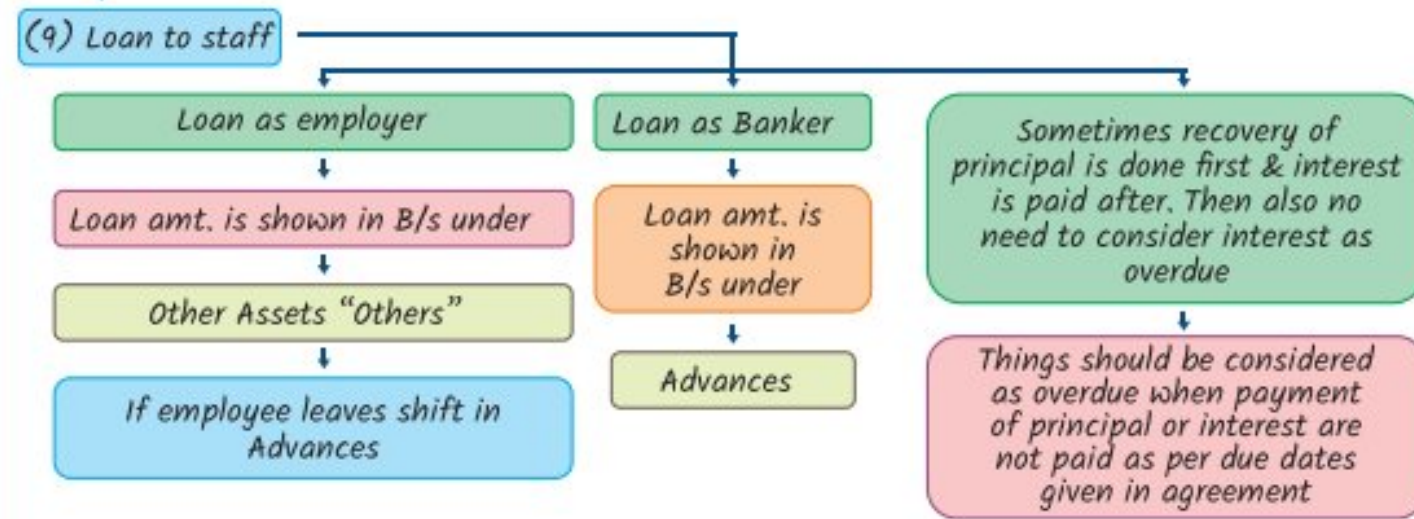 (9) Loan to staff
Loan as employer
Loan amt. is shown in B/s under
Other Assets “Others”
If employee leaves shift in
Advances
Loan as Banker
Loan amt. is
shown in
B/s under
Advances
Sometimes recovery of
principal is done first & interest
is paid after. Then also no
need to consider interest as
overdue
Things should be considered
as overdue when payment
of principal or interest are
not paid as per due dates
given in agreement